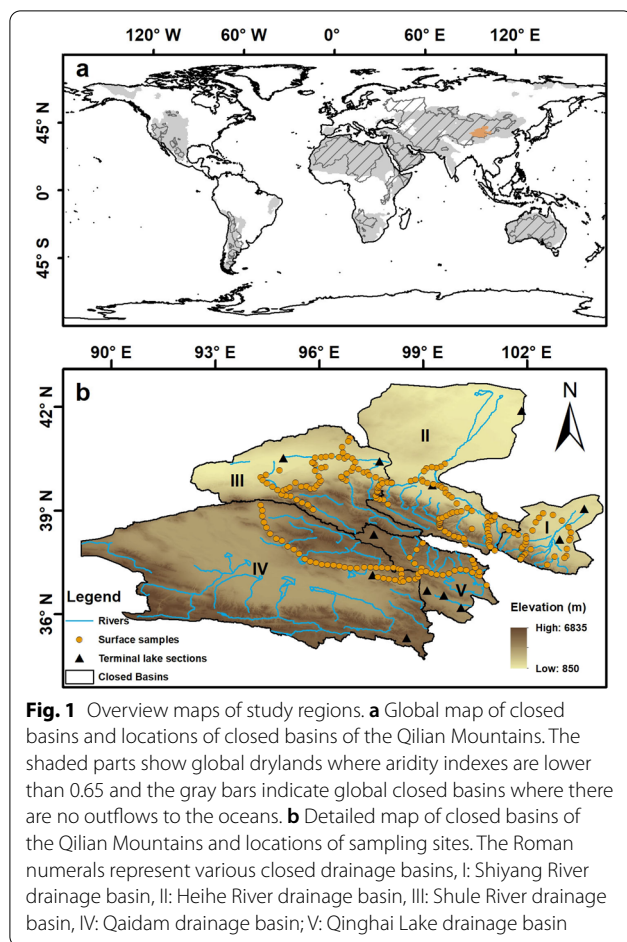 120° W 60° W 0° 60° E 120° E
a
45° N
0°
45° S
90° E 93° E 96° E 99° E 102° E
b
N
42° N
39° N
36° N
II
III
I
IV
V
Legend
Rivers
Surface samples
Terminal lake sections
Closed Basins
Elevation (m)
High: 6835
Low: 850
Fig. 1 Overview maps of study regions. a Global map of closed
basins and locations of closed basins of the Qilian Mountains. The
shaded parts show global drylands where aridity indexes are lower
than 0.65 and the gray bars indicate global closed basins where there
are no outflows to the oceans. b Detailed map of closed basins of
the Qilian Mountains and locations of sampling sites. The Roman
numerals represent various closed drainage basins, I: Shiyang River
drainage basin, II: Heihe River drainage basin, III: Shule River drainage
basin, IV: Qaidam drainage basin; V: Qinghai Lake drainage basin